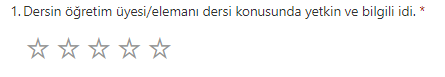 1. Dersin öğretim üyesi/elemanı dersi konusunda yetkin ve bilgili idi. *